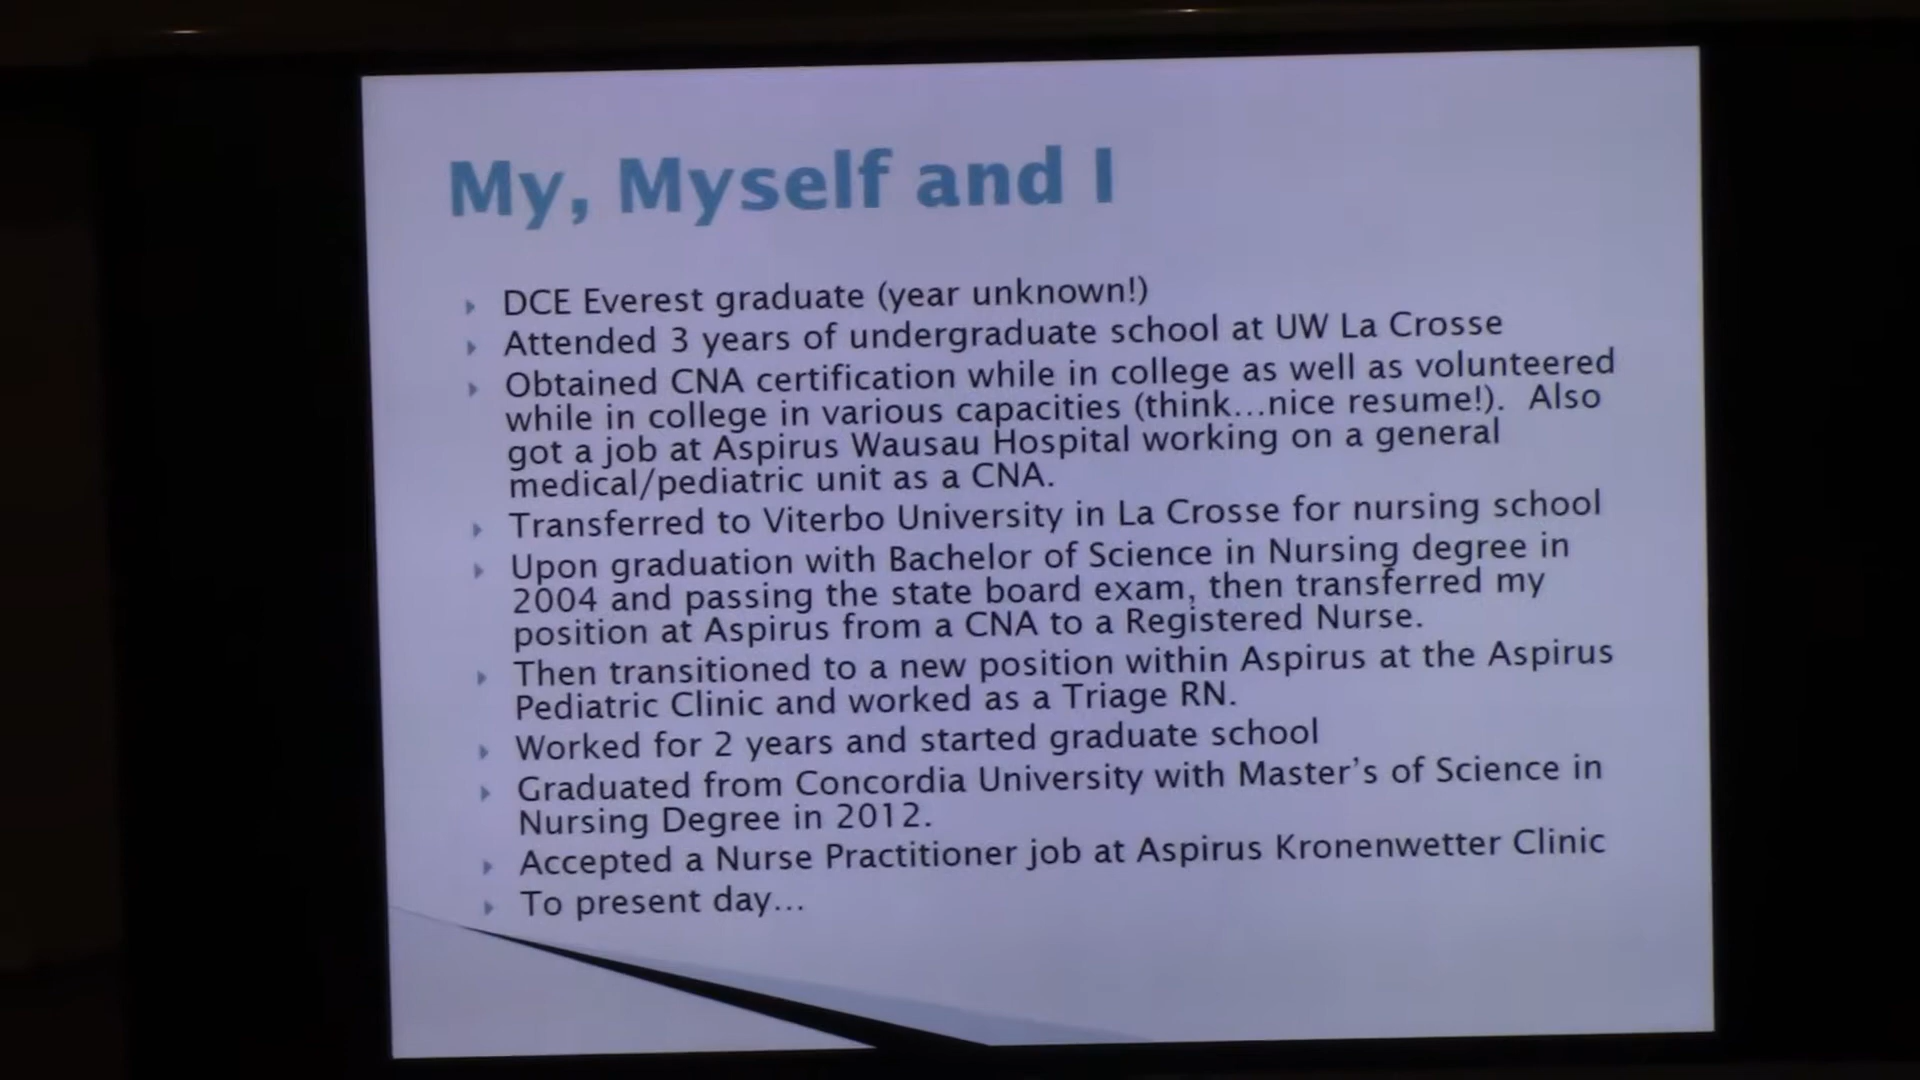 My, Myself and I
DCE Everest graduate (year unknown!)
Attended 3 years of undergraduate school at UW La Crosse
Obtained CNA certification while in college as well as volunteered
while in college in various capacities (think...nice resume!).  Also
got a job at Aspirus Wausau Hospital working on a general
medical/pediatric unit as a CNA.
Transferred to Viterbo University in La Crosse for nursing school
Upon graduation with Bachelor of Science in Nursing degree in
2004 and passing the state board exam, then transferred my
position at Aspirus from a CNA to a Registered Nurse.
Then transitioned to a new position within Aspirus at the Aspirus
Pediatric Clinic and worked as a Triage RN.
Worked for 2 years and started graduate school
Graduated from Concordia University with Master's of Science in
Nursing Degree in 2012.
Accepted a Nurse Practitioner job at Aspirus Kronenwetter Clinic
To present day...